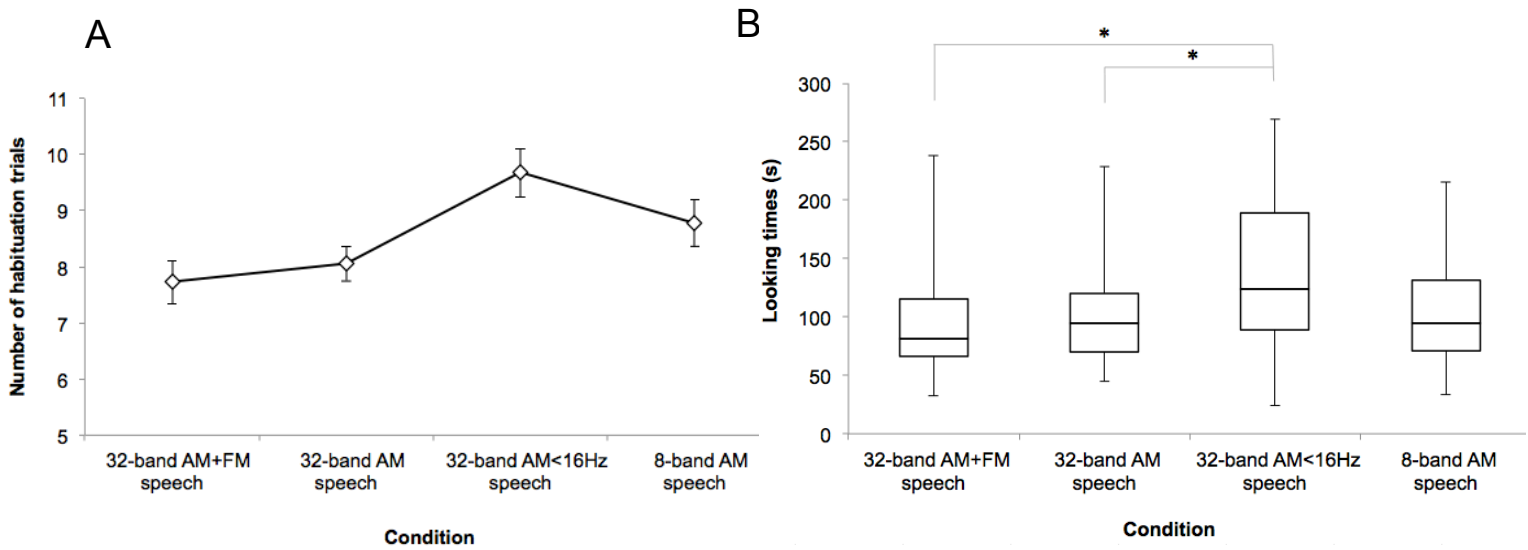 A
Number of habituation trials
11
10
9
8
7
6
5
32-band AM+FM
speech
32-band AM
speech
32-band AM<16Hz
speech
8-band AM
speech
Condition
B
*
*
Looking times (s)
300
250
200
150
100
50
0
32-band AM+FM
speech
32-band AM
speech
32-band AM<16Hz
speech
8-band AM
speech
Condition